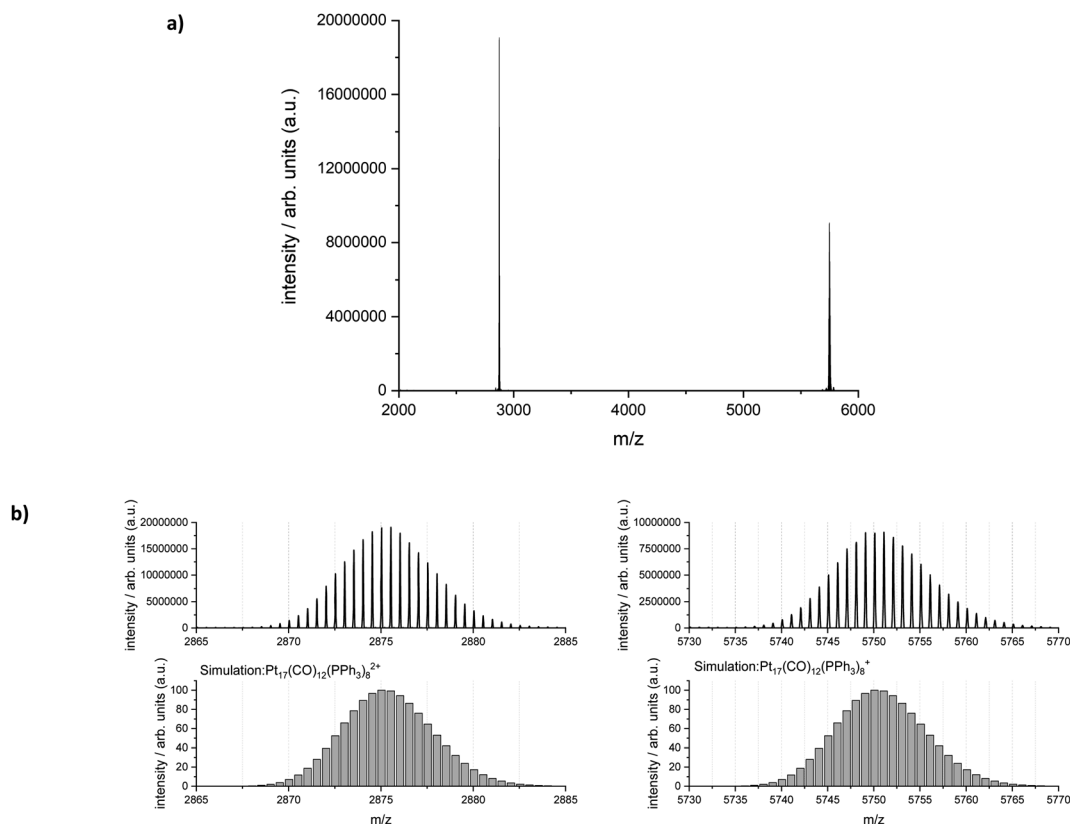 a)
20000000
16000000
12000000
8000000
4000000
0
intensity / arb. units (a.u.)
2000 3000 4000 5000 6000
m/z
b)
20000000
15000000
10000000
5000000
0
intensity / arb. units (a.u.)
2865 2870 2875 2880 2885
10000000
7500000
5000000
2500000
0
intensity / arb. units (a.u.)
5730 5735 5740 5745 5750 5755 5760 5765 5770
Simulation:Pt₁₇(CO)₁₂(PPh₃)₈²⁺
100
80
60
40
20
0
intensity / arb. units (a.u.)
2865 2870 2875 2880 2885
m/z
Simulation:Pt₁₇(CO)₁₂(PPh₃)₈⁺
100
80
60
40
20
0
intensity / arb. units (a.u.)
5730 5735 5740 5745 5750 5755 5760 5765 5770
m/z